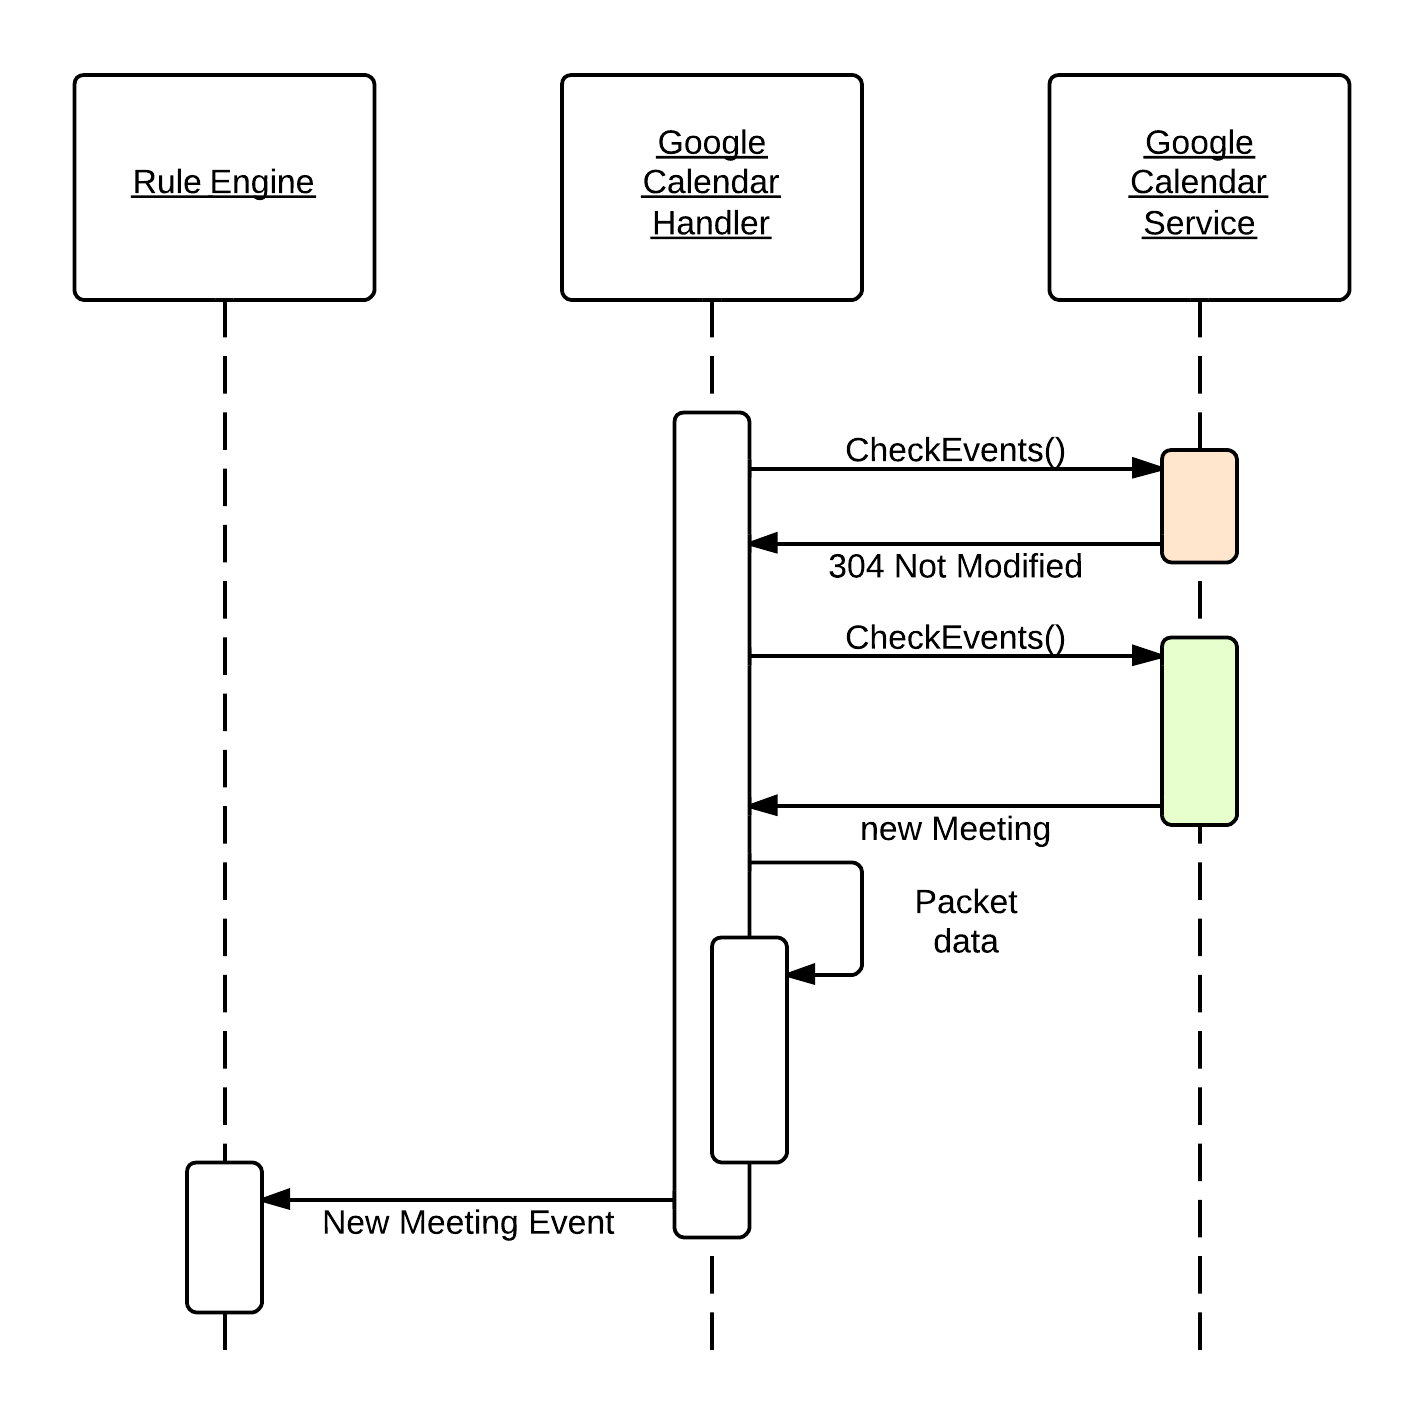 Rule Engine
Google
Calendar
Handler
Google
Calendar
Service
CheckEvents()
304 Not Modified
CheckEvents()
new Meeting
Packet
data
New Meeting Event